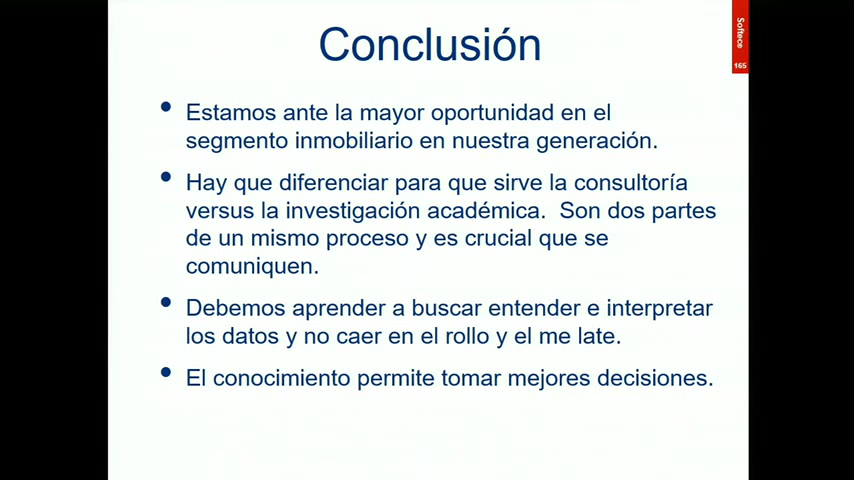 Conclusión
Softece
165
• Estamos ante la mayor oportunidad en el
segmento inmobiliario en nuestra generación.
• Hay que diferenciar para que sirve la consultoría
versus la investigación académica.  Son dos partes
de un mismo proceso y es crucial que se
comuniquen.
• Debemos aprender a buscar entender e interpretar
los datos y no caer en el rollo y el me late.
• El conocimiento permite tomar mejores decisiones.